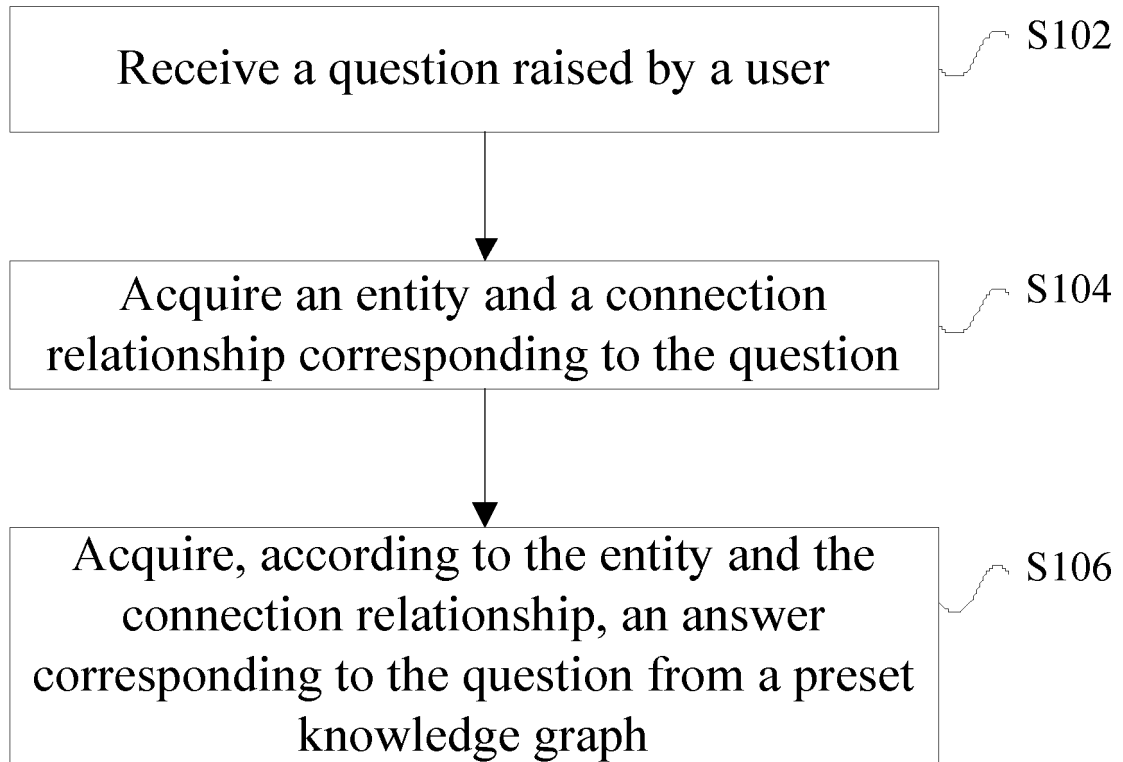 Receive a question raised by a user
S102
Acquire an entity and a connection
relationship corresponding to the question
S104
Acquire, according to the entity and the
connection relationship, an answer
corresponding to the question from a preset
knowledge graph
S106